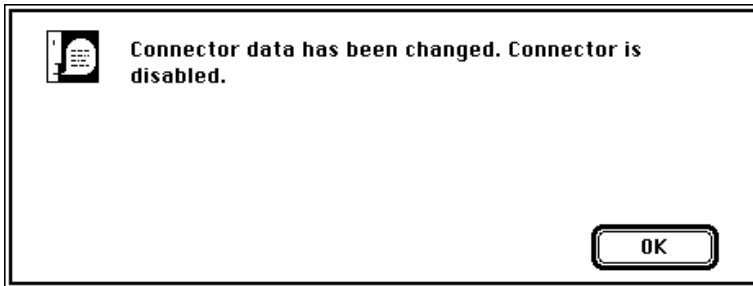 Connector data has been changed. Connector is
disabled.
OK